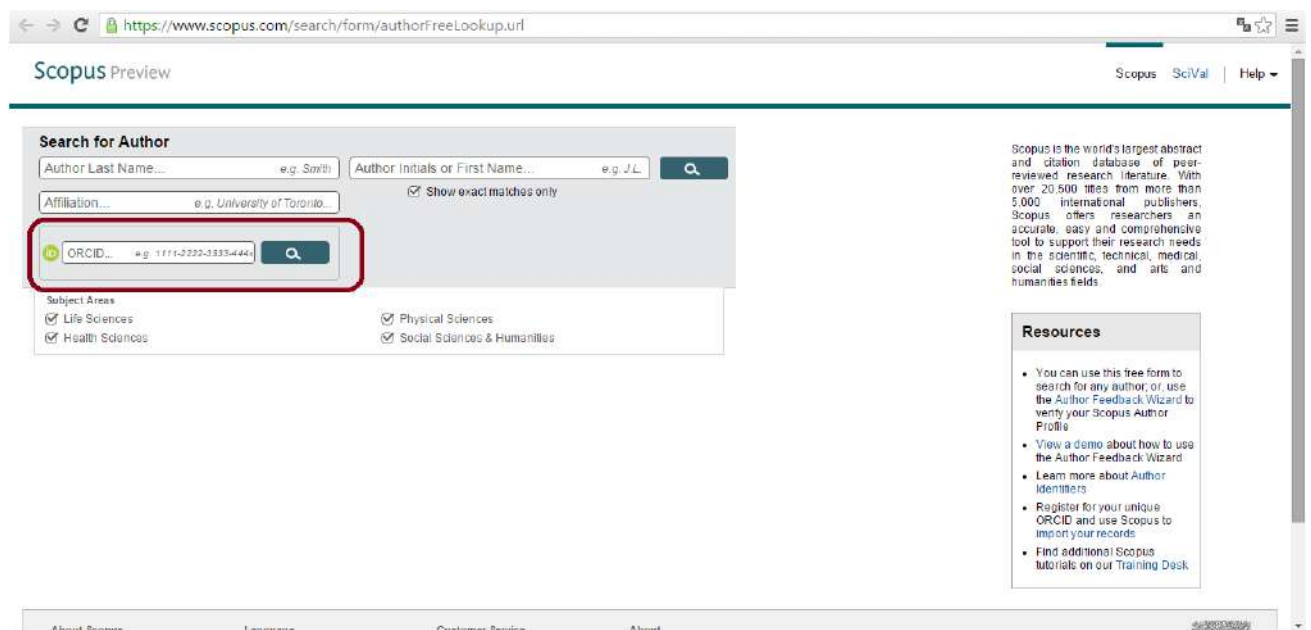 https://www.scopus.com/search/form/authorFreeLookup.url
Scopus Preview
Scopus SciVal | Help
Search for Author
Author Last Name... e.g. Smith
Author Initials or First Name... e.g. J.L.
Show exact matches only
Affiliation... e.g. University of Toronto...
iD ORCID... e.g. 1111-2222-3333-444x
Subject Areas
Life Sciences
Physical Sciences
Health Sciences
Social Sciences & Humanities
Scopus is the world's largest abstract
and citation database of peer-
reviewed research literature. With
over 20,500 titles from more than
5,000 international publishers,
Scopus offers researchers an
accurate, easy and comprehensive
tool to support their research needs
in the scientific, technical, medical,
social sciences, and arts and
humanities fields.
Resources
• You can use this free form to
search for any author; or, use
the Author Feedback Wizard to
verify your Scopus Author
Profile
• View a demo about how to use
the Author Feedback Wizard
• Learn more about Author
Identifiers
• Register for your unique
ORCID and use Scopus to
import your records
• Find additional Scopus
tutorials on our Training Desk
About Scopus Language Customer Service About